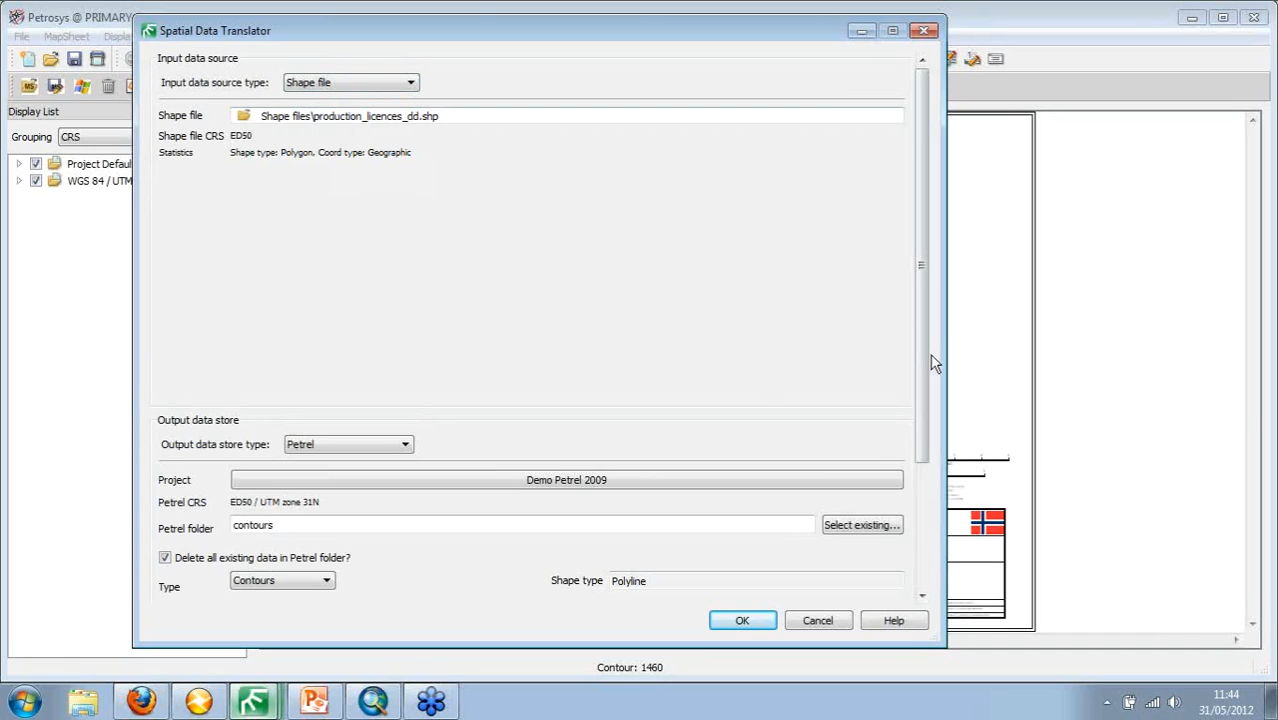 Petrosys @ PRIMARY
Spatial Data Translator
File MapSheet Displa
Input data source
Input data source type: Shape file
Display List
Shape file Shape files\production_licences_dd.shp
Grouping CRS
Shape file CRS ED50
Statistics Shape type: Polygon, Coord type: Geographic
Project Defau
WGS 84 / UTM
Output data store
Output data store type: Petrel
Project Demo Petrel 2009
Petrel CRS ED50 / UTM zone 31N
Petrel folder contours Select existing...
Delete all existing data in Petrel folder?
Type Contours Shape type Polyline
OK Cancel Help
Contour: 1460
11:44
31/05/2012